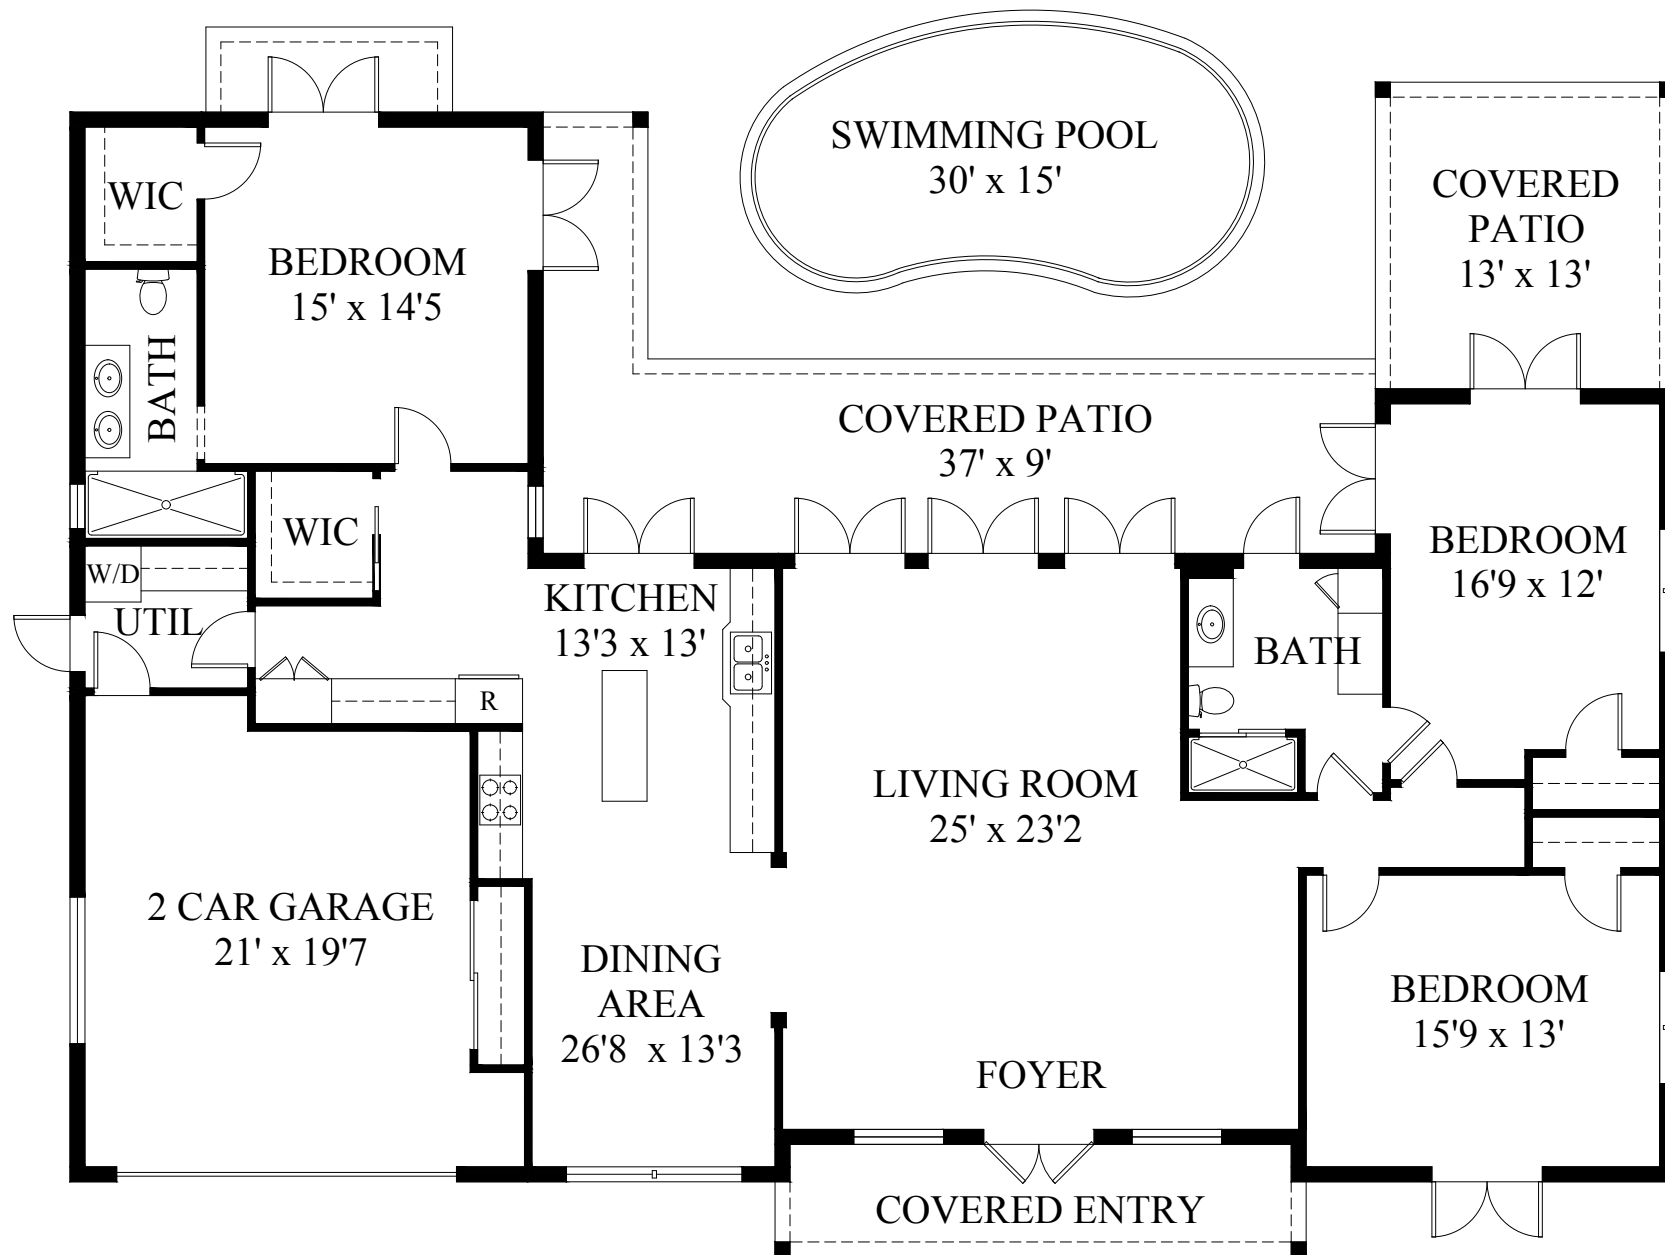 SWIMMING POOL
30' x 15'
WIC
COVERED
PATIO
13' x 13'
BEDROOM
15' x 14'5
BATH
COVERED PATIO
37' x 9'
WIC
BEDROOM
16'9 x 12'
W/D
UTIL
KITCHEN
13'3 x 13'
BATH
R
LIVING ROOM
25' x 23'2
2 CAR GARAGE
21' x 19'7
DINING
AREA
26'8 x 13'3
BEDROOM
15'9 x 13'
FOYER
COVERED ENTRY